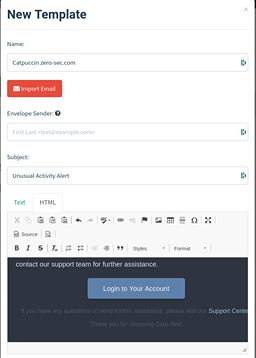 New Template
Name:
Catpuccin zero-sec.com
Import Email
Envelope Sender:
First Last <test@example.com>
Subject:
Unusual Activity Alert
Text HTML
Source
B I S
Styles Format
contact our support team for further assistance.
Login to Your Account
If you have any questions or need further assistance, please visit our Support Cente
Thank you for choosing Zero-Sec!